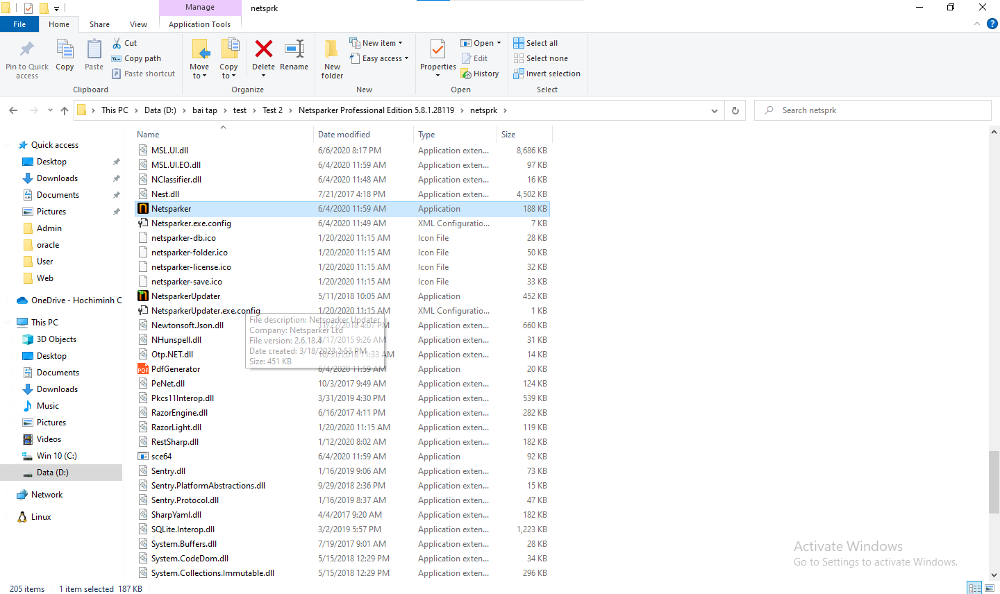 Manage
netsprk
File
Home
Share
View
Application Tools
Pin to Quick access
Copy
Paste
Cut
Copy path
Paste shortcut
Clipboard
Move to
Copy to
Delete
Rename
Organize
New folder
New item
Easy access
New
Properties
Open
Edit
History
Open
Select all
Select none
Invert selection
Select
This PC > Data (D:) > bai tap > test > Test 2 > Netsparker Professional Edition 5.8.1.28119 > netsprk >
Search netsprk
Quick access
Desktop
Downloads
Documents
Pictures
Admin
oracle
User
Web
OneDrive - Hochiminh C
This PC
3D Objects
Desktop
Documents
Downloads
Music
Pictures
Videos
Win 10 (C:)
Data (D:)
Network
Linux
Name Date modified Type Size
MSL.UI.dll 6/6/2020 8:17 PM Application exten... 8,686 KB
MSL.UI.EO.dll 6/4/2020 11:59 AM Application exten... 97 KB
NClassifier.dll 6/4/2020 11:48 AM Application exten... 16 KB
Nest.dll 7/21/2017 4:18 PM Application exten... 4,502 KB
Netsparker 6/4/2020 11:59 AM Application 188 KB
Netsparker.exe.config 6/4/2020 11:49 AM XML Configuratio... 7 KB
netsparker-db.ico 1/20/2020 11:15 AM Icon File 28 KB
netsparker-folder.ico 1/20/2020 11:15 AM Icon File 50 KB
netsparker-license.ico 1/20/2020 11:15 AM Icon File 32 KB
netsparker-save.ico 1/20/2020 11:15 AM Icon File 33 KB
NetsparkerUpdater 5/11/2018 10:05 AM Application 452 KB
NetsparkerUpdater.exe.config 1/20/2020 11:15 AM XML Configuratio... 1 KB
Newtonsoft.Json.dll 11/27/2018 4:07 PM Application exten... 660 KB
NHunspell.dll 3/17/2015 9:26 AM Application exten... 31 KB
Otp.NET.dll 10/31/2018 11:33 AM Application exten... 14 KB
PdfGenerator 6/4/2020 11:59 AM Application 20 KB
PeNet.dll 10/3/2017 9:49 AM Application exten... 124 KB
Pkcs11Interop.dll 3/31/2019 4:30 PM Application exten... 539 KB
RazorEngine.dll 6/16/2017 4:11 PM Application exten... 282 KB
RazorLight.dll 1/20/2020 11:15 AM Application exten... 119 KB
RestSharp.dll 1/12/2020 8:02 AM Application exten... 182 KB
sce64 6/4/2020 11:59 AM Application 92 KB
Sentry.dll 1/16/2019 9:06 AM Application exten... 73 KB
Sentry.PlatformAbstractions.dll 9/29/2018 2:36 PM Application exten... 15 KB
Sentry.Protocol.dll 1/16/2019 8:37 AM Application exten... 47 KB
SharpYaml.dll 4/4/2017 9:20 AM Application exten... 182 KB
SQLite.Interop.dll 3/2/2019 5:57 PM Application exten... 1,223 KB
System.Buffers.dll 7/19/2017 9:01 AM Application exten... 28 KB
System.CodeDom.dll 5/15/2018 12:29 PM Application exten... 34 KB
System.Collections.Immutable.dll 5/15/2018 12:29 PM Application exten... 296 KB
File description: Netsparker Updater
Company: Netsparker Ltd
File version: 2.6.18.4
Date created: 3/18/2023 2:53 PM
Size: 451 KB
Activate Windows
Go to Settings to activate Windows.
205 items 1 item selected 187 KB
PDF